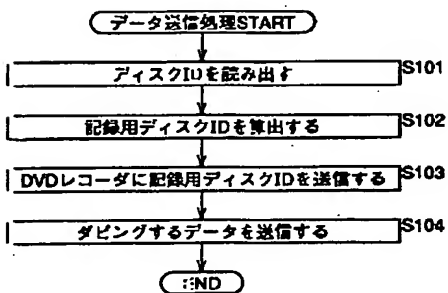 データ送信処理START
ディスクIDを読み出す
S101
記録用ディスクIDを算出する
S102
DVDレコーダに記録用ディスクIDを送信する
S103
ダビングするデータを送信する
S104
END